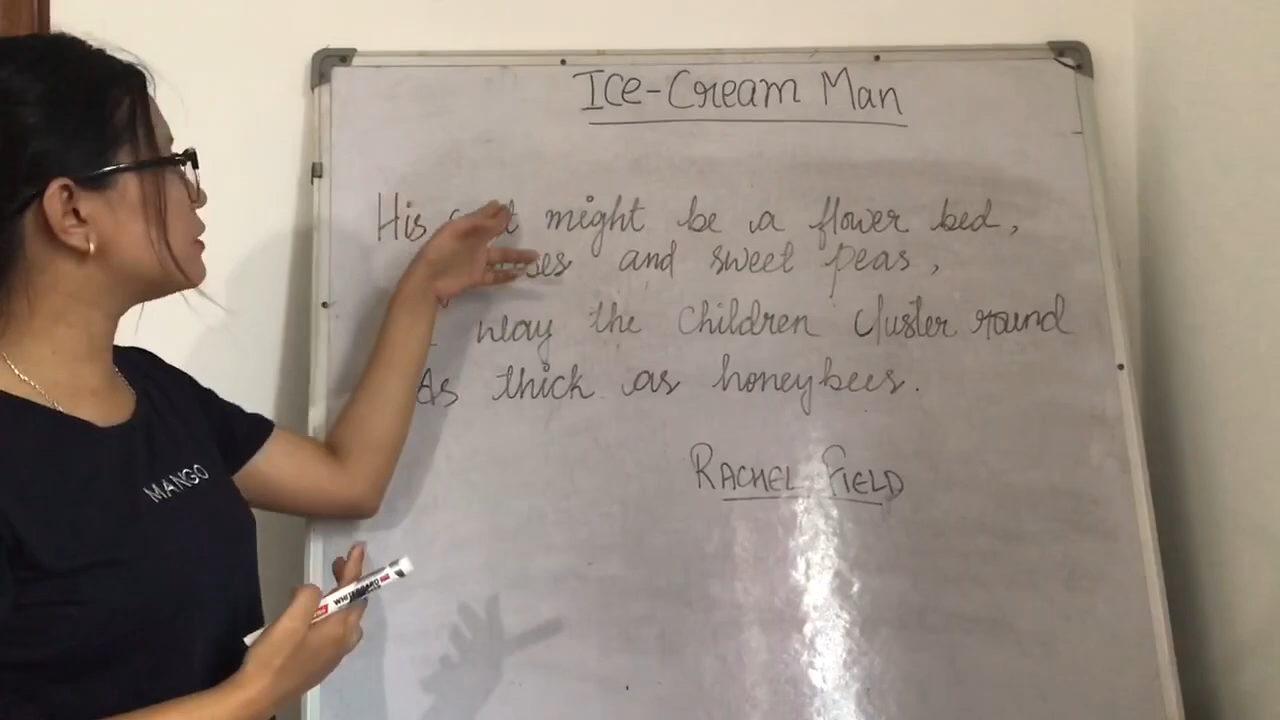 Ice-Cream Man
His might be a flower bed,
and sweet peas,
way the children cluster round
As thick as honeybees.
RACHEL FIELD
MANGO
WHITEBOARD